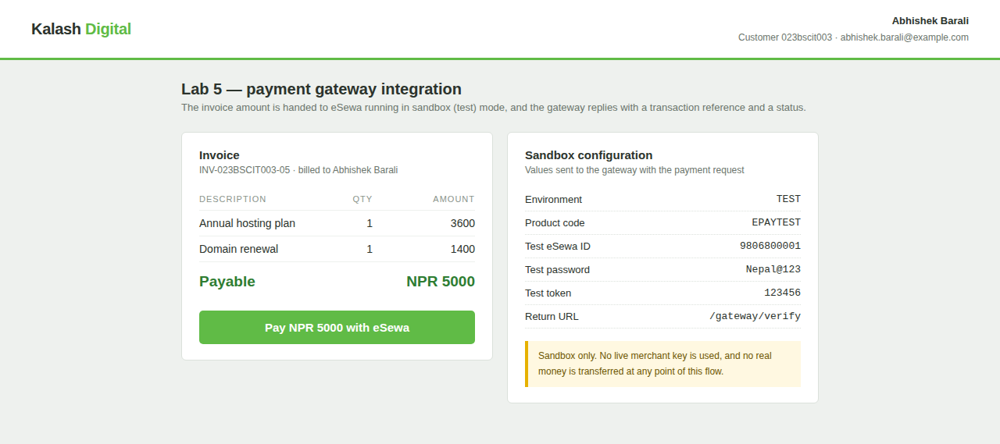 Kalash Digital
Abhishek Barali
Customer 023bscit003 · abhishek.barali@example.com
Lab 5 — payment gateway integration
The invoice amount is handed to eSewa running in sandbox (test) mode, and the gateway replies with a transaction reference and a status.
Invoice
INV-023BSCIT003-05 · billed to Abhishek Barali
DESCRIPTION QTY AMOUNT
Annual hosting plan 1 3600
Domain renewal 1 1400
Payable NPR 5000
Pay NPR 5000 with eSewa
Sandbox configuration
Values sent to the gateway with the payment request
Environment TEST
Product code EPAYTEST
Test eSewa ID 9806800001
Test password Nepal@123
Test token 123456
Return URL /gateway/verify
Sandbox only. No live merchant key is used, and no real
money is transferred at any point of this flow.